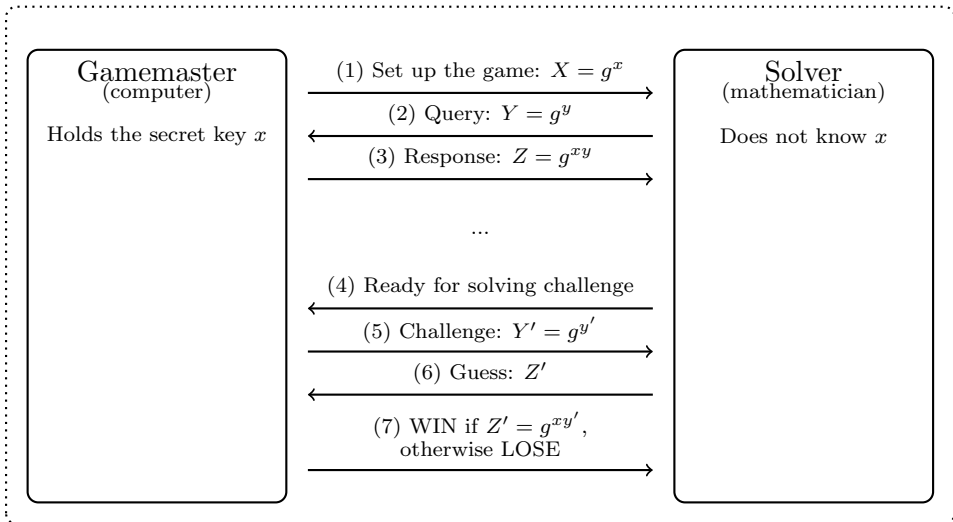 Gamemaster
(computer)
Holds the secret key x
(1) Set up the game: X = g^x
(2) Query: Y = g^y
(3) Response: Z = g^{xy}
...
(4) Ready for solving challenge
(5) Challenge: Y′ = g^{y′}
(6) Guess: Z′
(7) WIN if Z′ = g^{xy′},
otherwise LOSE
Solver
(mathematician)
Does not know x